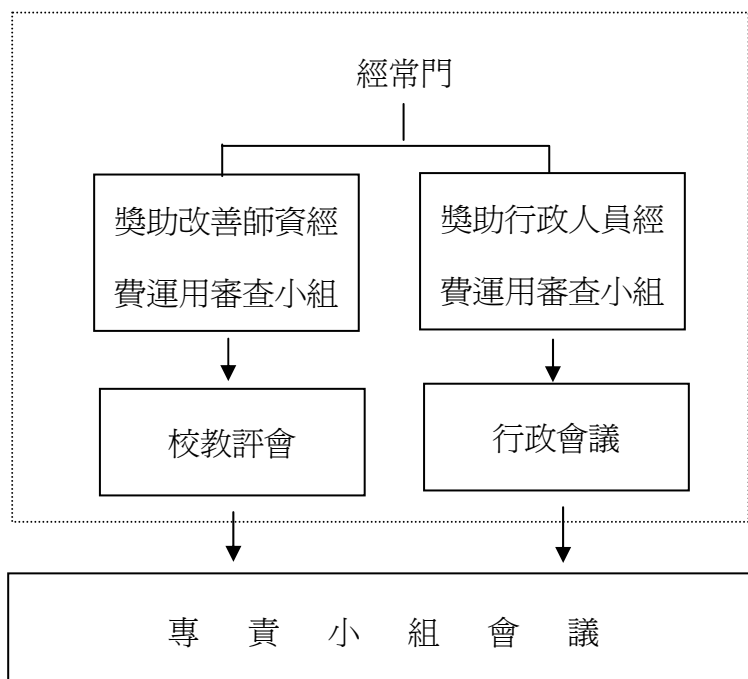 經常門
獎助改善師資經
費運用審查小組
獎助行政人員經
費運用審查小組
校教評會
行政會議
專責小組會議